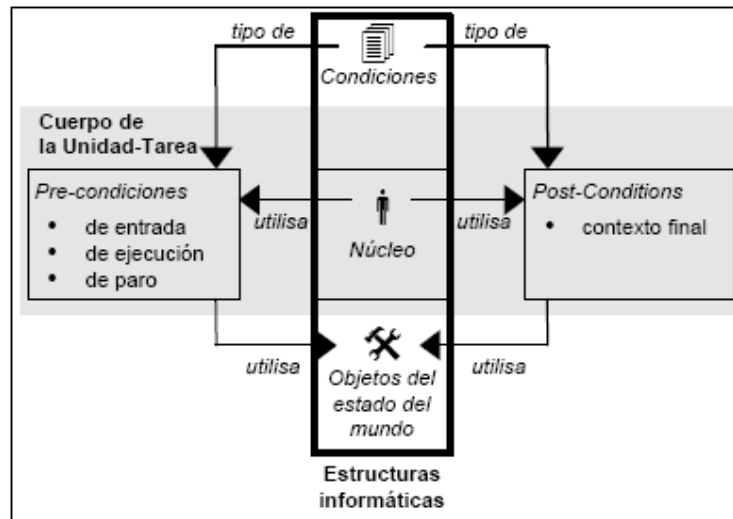 tipo de
tipo de
Condiciones
Cuerpo de
la Unidad-Tarea
Pre-condiciones
• de entrada
• de ejecución
• de paro
utilisa
utilisa
Núcleo
Post-Conditions
• contexto final
utilisa
utilisa
Objetos del
estado del
mundo
Estructuras
informáticas